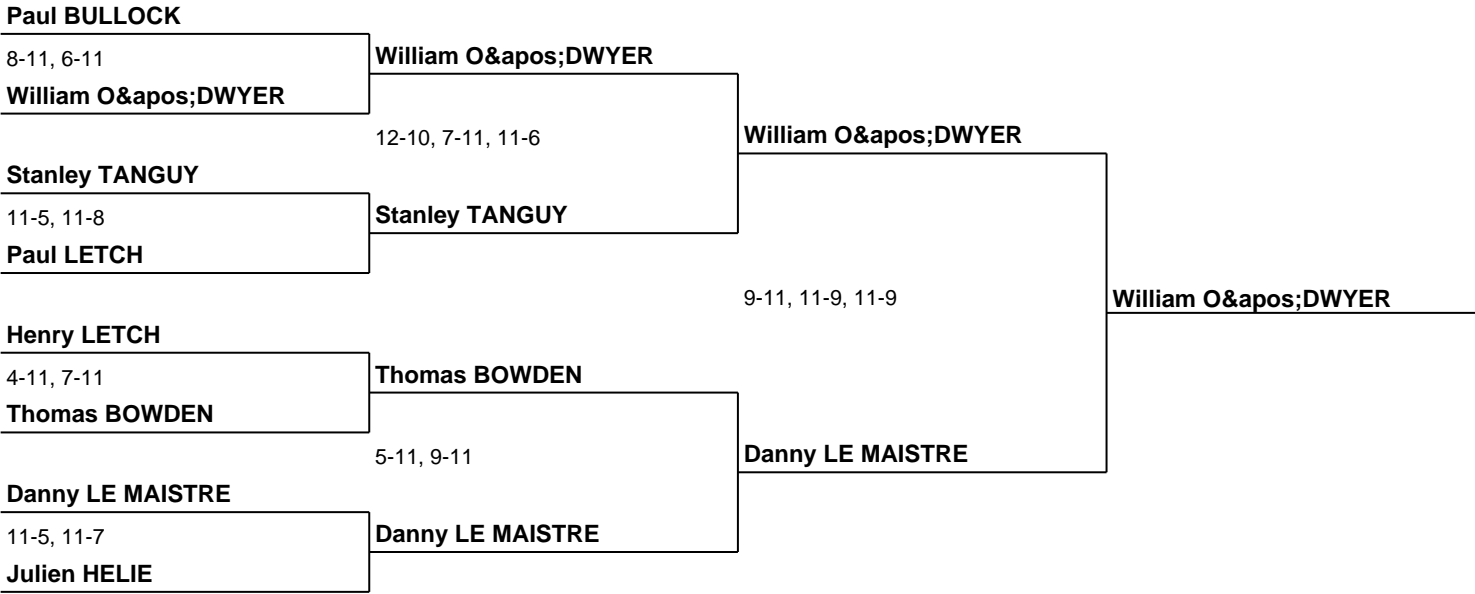 Paul BULLOCK
8-11, 6-11
William O&apos;DWYER
William O&apos;DWYER
12-10, 7-11, 11-6
William O&apos;DWYER
Stanley TANGUY
11-5, 11-8
Stanley TANGUY
Paul LETCH
9-11, 11-9, 11-9
William O&apos;DWYER
Henry LETCH
4-11, 7-11
Thomas BOWDEN
Thomas BOWDEN
5-11, 9-11
Danny LE MAISTRE
Danny LE MAISTRE
11-5, 11-7
Danny LE MAISTRE
Julien HELIE